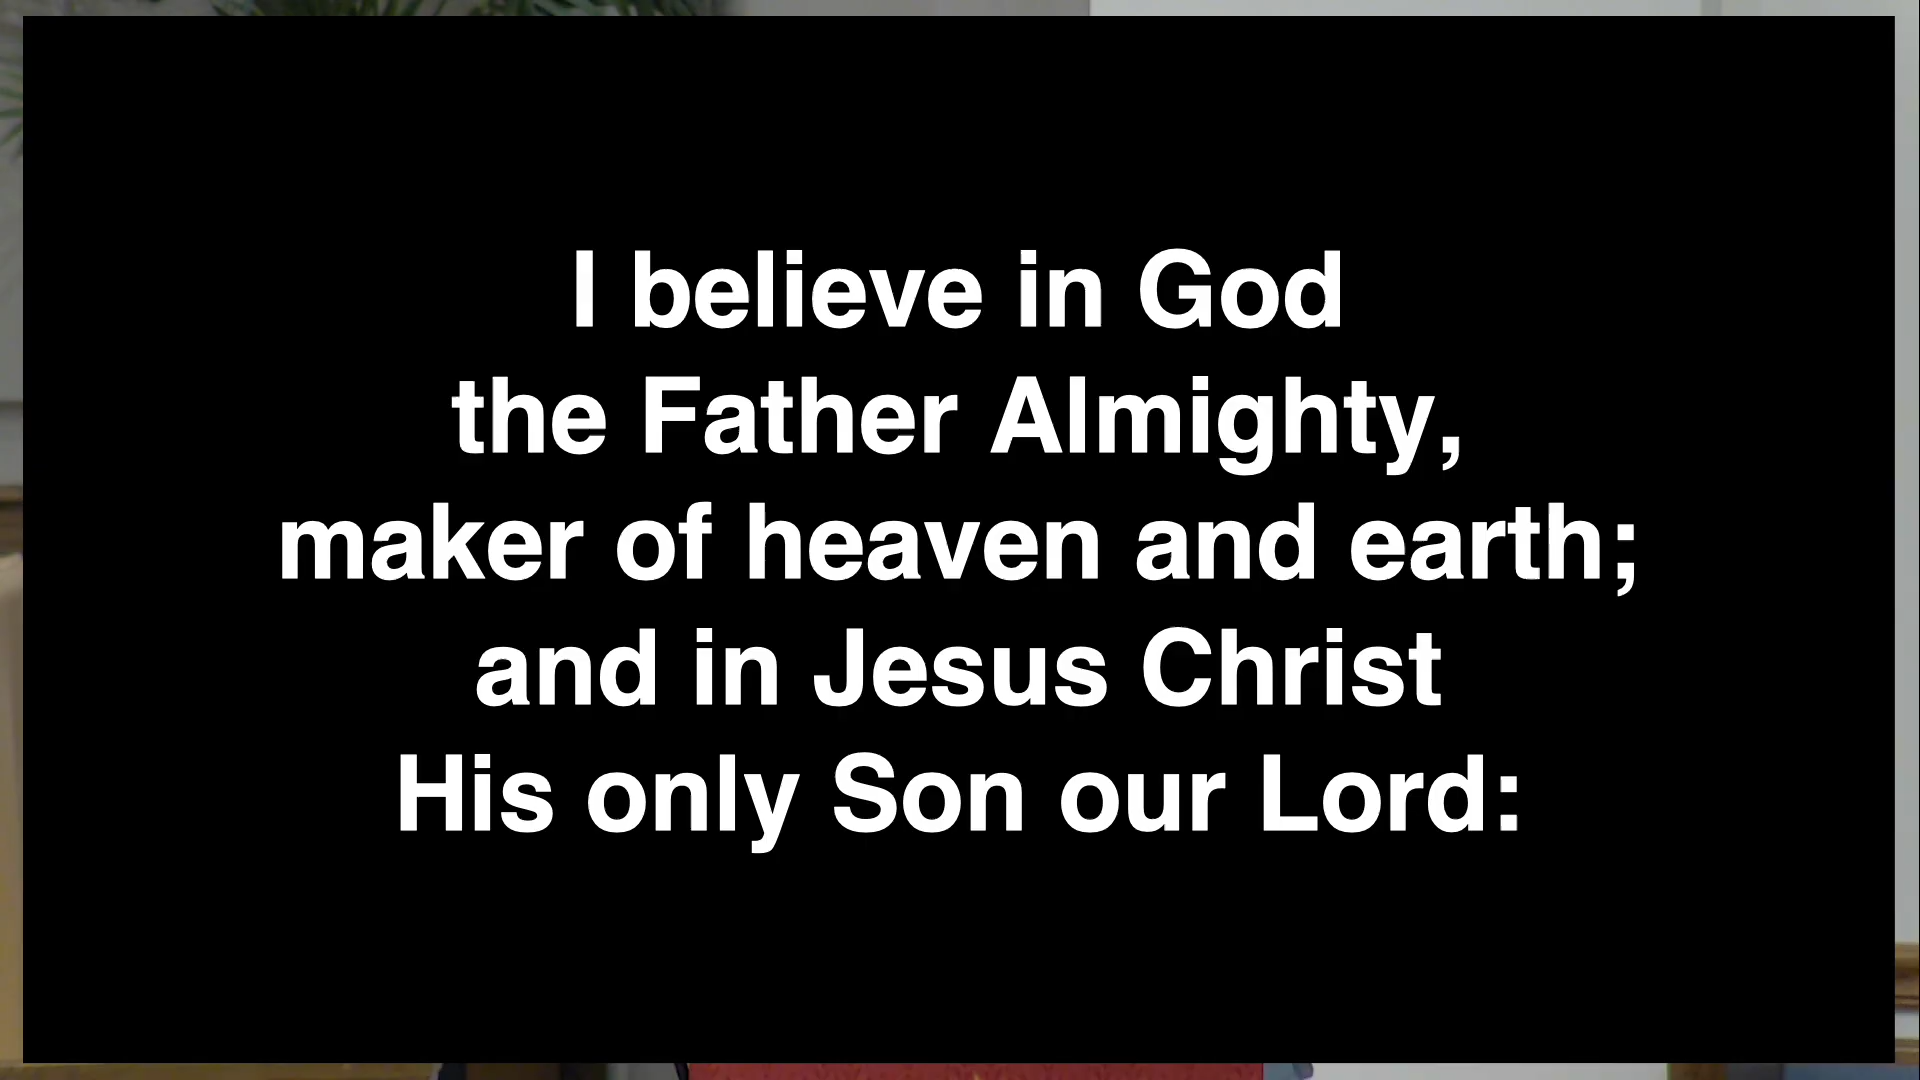 I believe in God
the Father Almighty,
maker of heaven and earth;
and in Jesus Christ
His only Son our Lord: